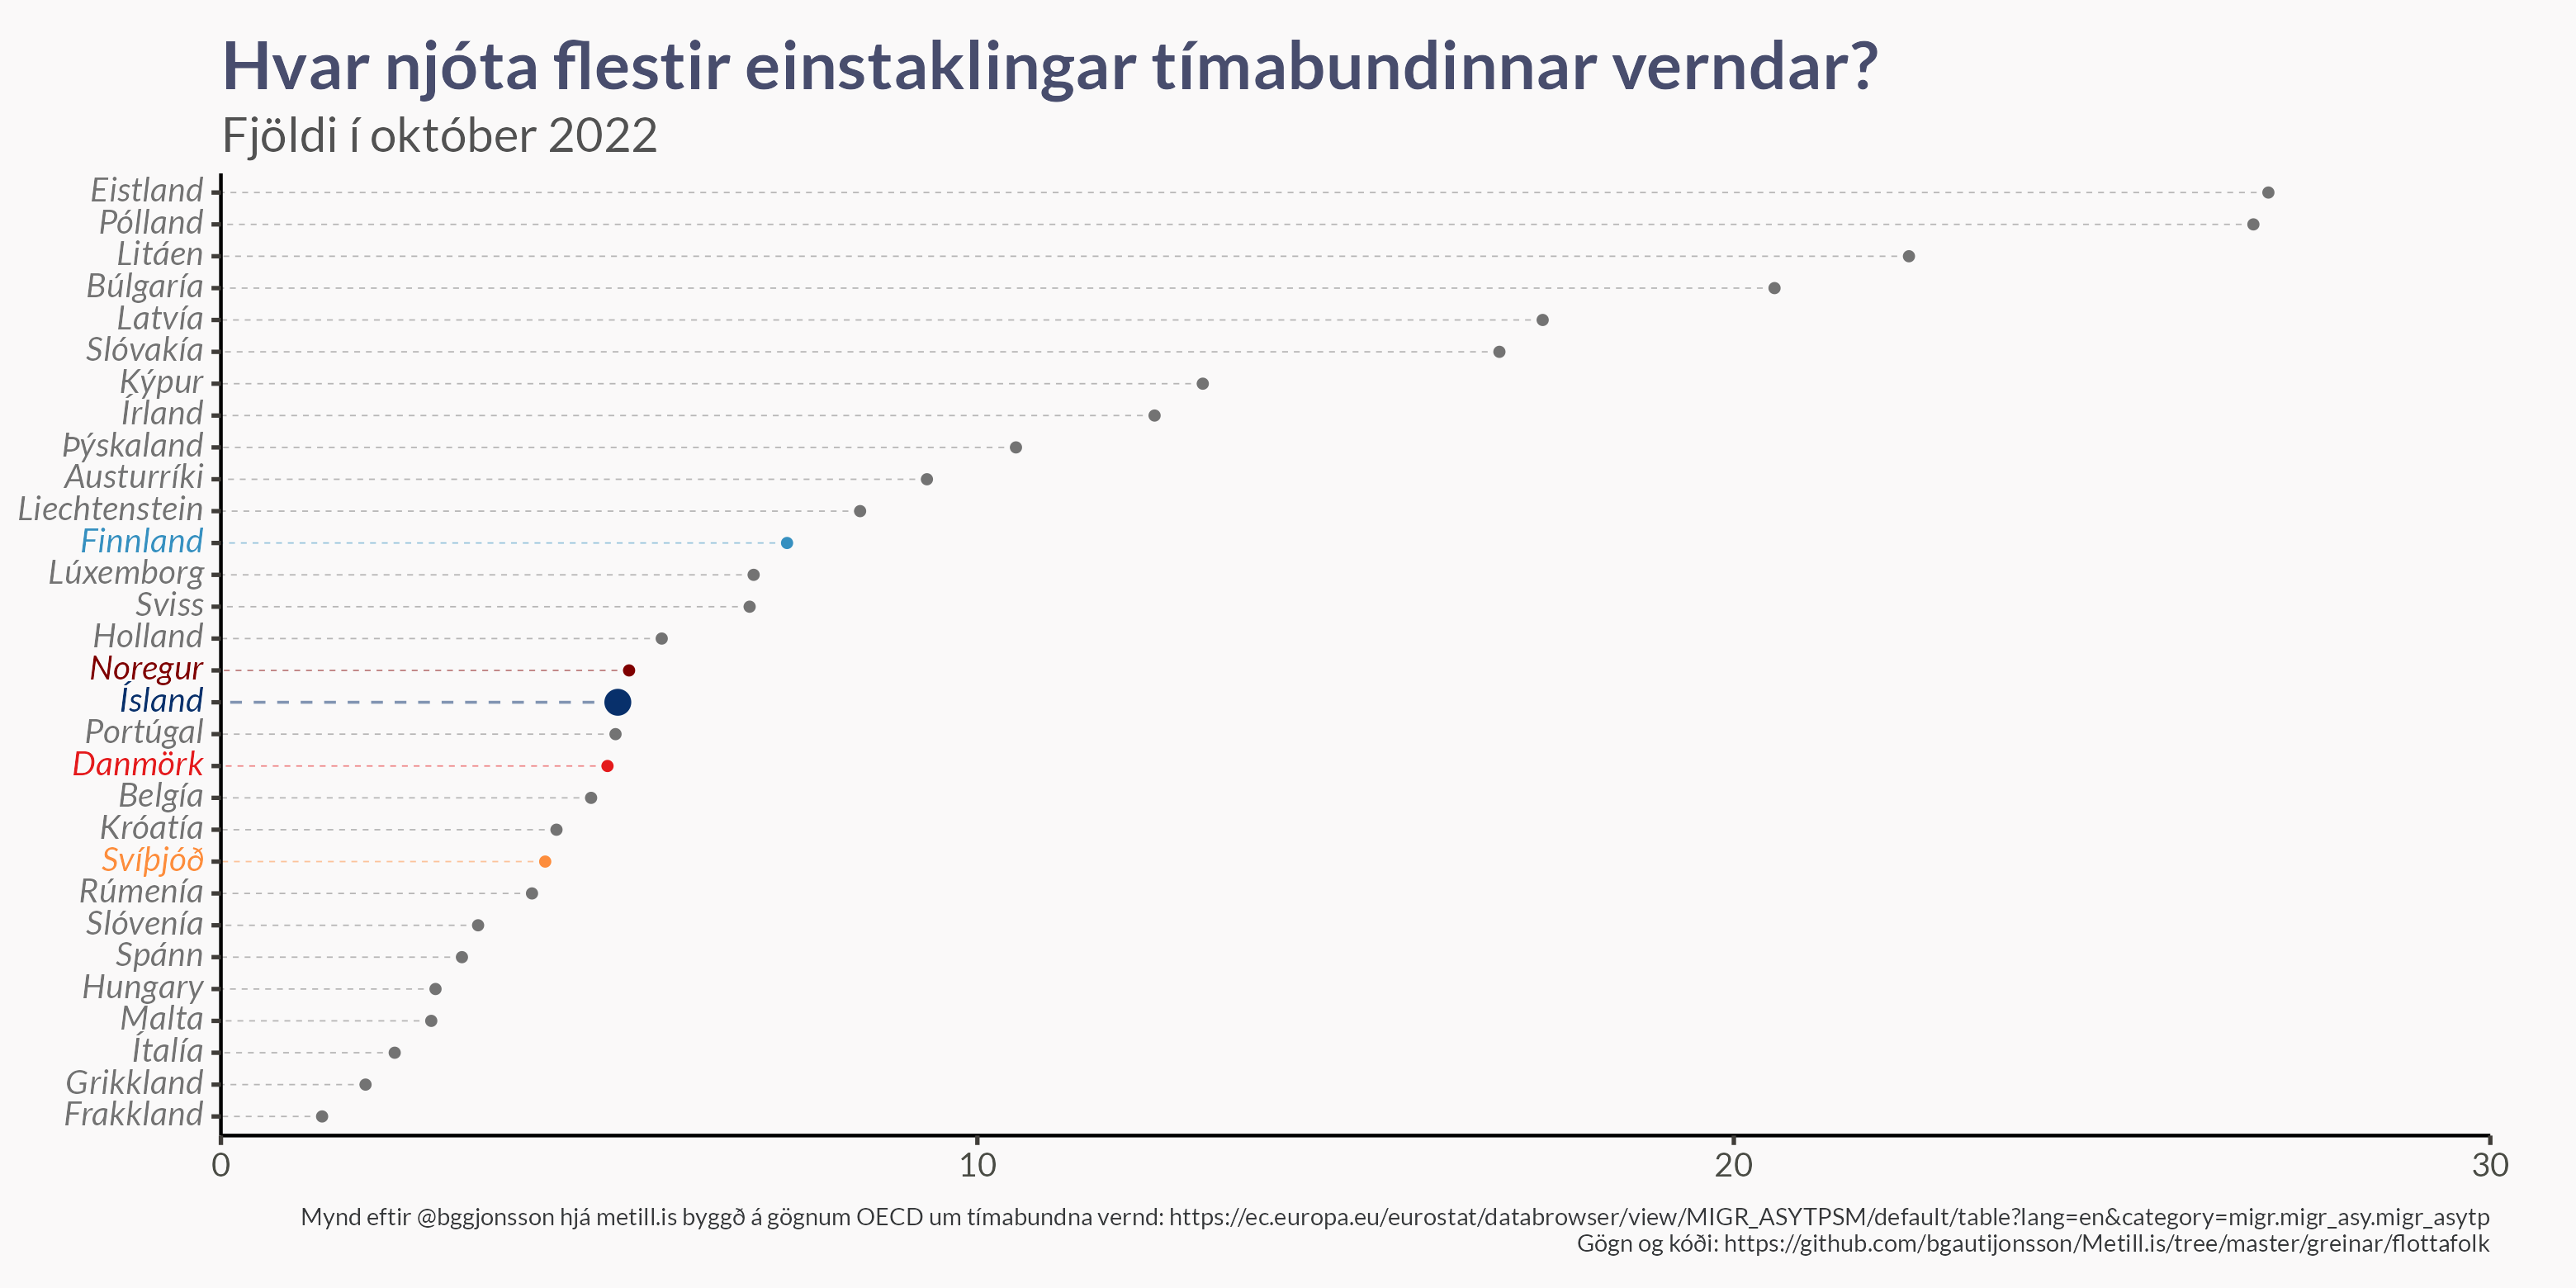 Hvar njóta flestir einstaklingar tímabundinnar verndar?
Fjöldi í október 2022
Eistland
Pólland
Litáen
Búlgaría
Latvía
Slóvakía
Kýpur
Írland
Þýskaland
Austurríki
Liechtenstein
Finnland
Lúxemborg
Sviss
Holland
Noregur
Ísland
Portúgal
Danmörk
Belgía
Króatía
Svíþjóð
Rúmenía
Slóvenía
Spánn
Hungary
Malta
Ítalía
Grikkland
Frakkland
0 10 20 30
Mynd eftir @bggjonsson hjá metill.is byggð á gögnum OECD um tímabundna vernd: https://ec.europa.eu/eurostat/databrowser/view/MIGR_ASYTPSM/default/table?lang=en&category=migr.migr_asy.migr_asytp
Gögn og kóði: https://github.com/bgautijonsson/Metill.is/tree/master/greinar/flottafolk